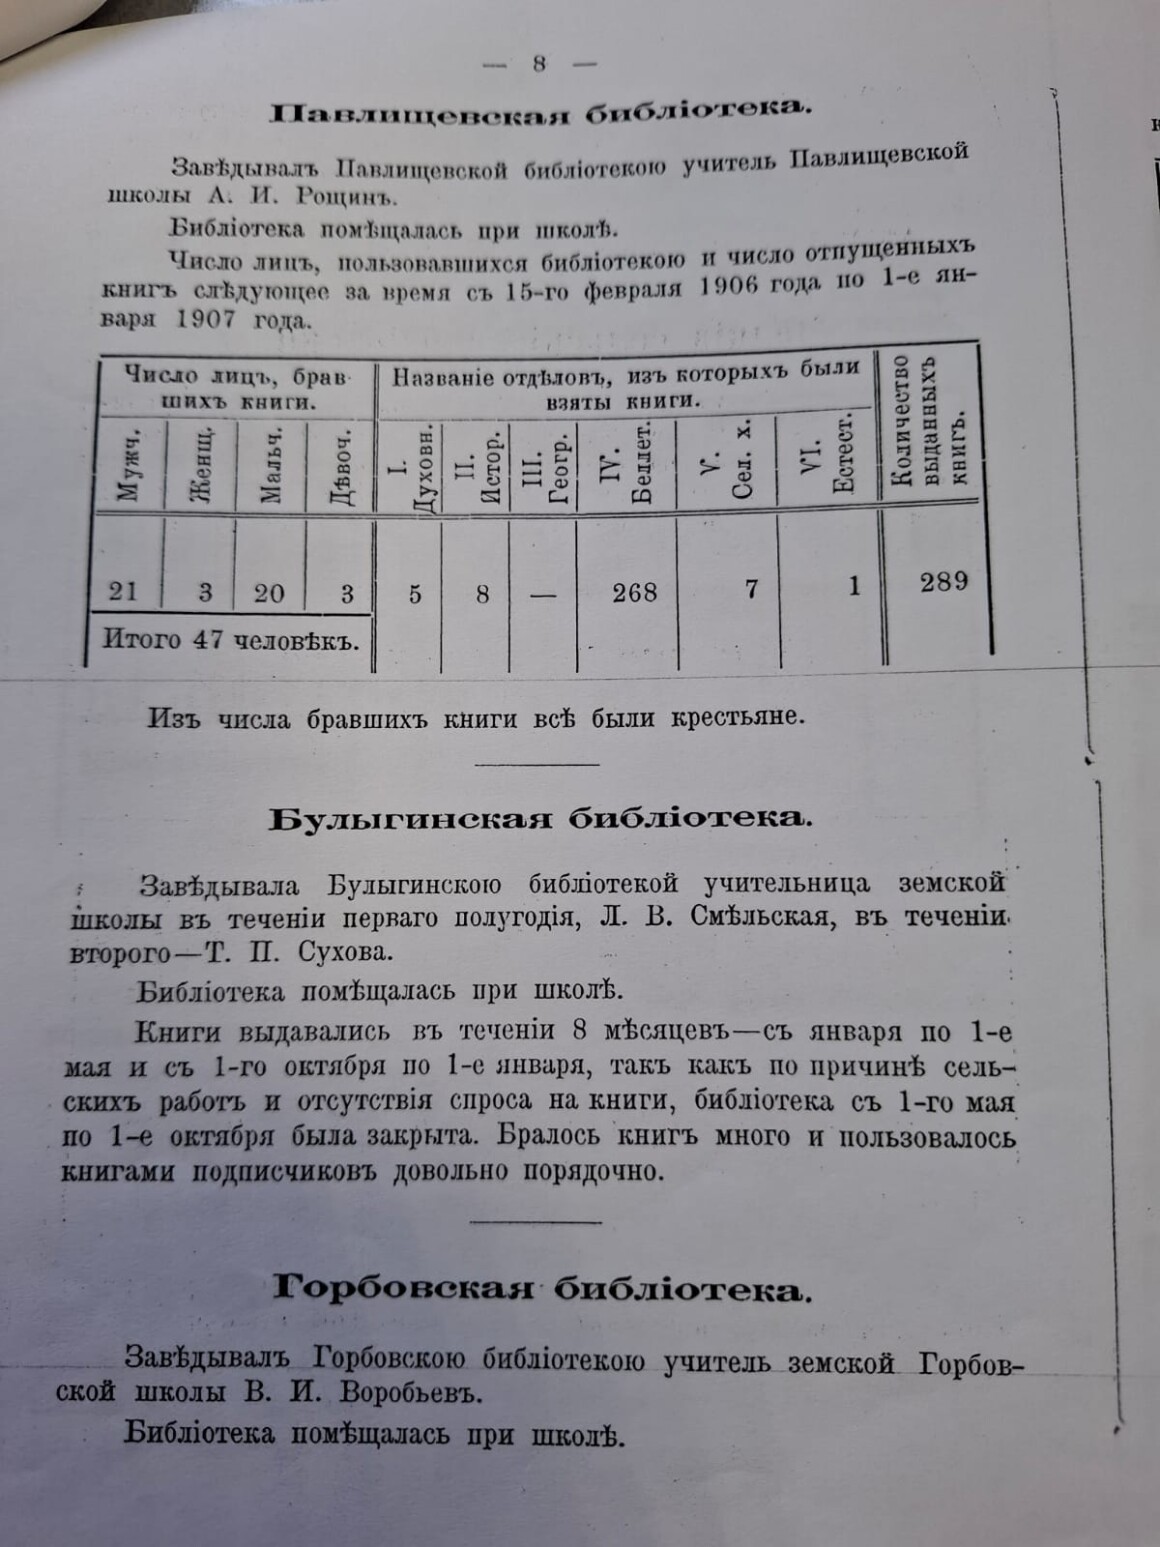 — 8 —
Павлищевская библіотека.
Завѣдывалъ Павлищевской библіотекою учитель Павлищевской
школы А. И. Рощинъ.
Библіотека помѣщалась при школѣ.
Число лицъ, пользовавшихся библіотекою и число отпущенныхъ
книгъ слѣдующее за время съ 15-го февраля 1906 года по 1-е ян-
варя 1907 года.
Число лицъ, брав-
шихъ книги.
Названіе отдѣловъ, изъ которыхъ были
взяты книги.
Количество
выданныхъ
книгъ.
Мужч.
Женщ.
Мальч.
Дѣвоч.
I.
Духовн.
II.
Истор.
III.
Геогр.
IV.
Беллет.
V.
Сел. х.
VI.
Естест.
21 3 20 3 5 8 — 268 7 1 289
Итого 47 человѣкъ.
Изъ числа бравшихъ книги всѣ были крестьяне.
Булыгинская библіотека.
Завѣдывала Булыгинскою библіотекой учительница земской
школы въ теченіи перваго полугодія, Л. В. Смѣльская, въ теченіи
второго—Т. П. Сухова.
Библіотека помѣщалась при школѣ.
Книги выдавались въ теченіи 8 мѣсяцевъ—съ января по 1-е
мая и съ 1-го октября по 1-е января, такъ какъ по причинѣ сель-
скихъ работъ и отсутствія спроса на книги, библіотека съ 1-го мая
по 1-е октября была закрыта. Бралось книгъ много и пользовалось
книгами подписчиковъ довольно порядочно.
Горбовская библіотека.
Завѣдывалъ Горбовскою библіотекою учитель земской Горбов-
ской школы В. И. Воробьевъ.
Библіотека помѣщалась при школѣ.